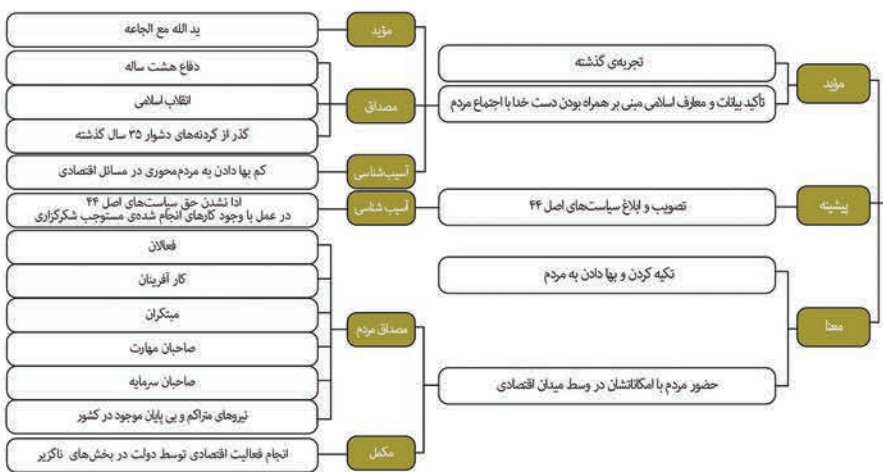 مؤید
تجربه‌ی گذشته
تأکید بیانات و معارف اسلامی مبنی بر همراه بودن دست خدا با اجتماع مردم
مؤید
ید الله مع الجاعه
مصداق
دفاع هشت ساله
انقلاب اسلامی
گذر از گردنه‌های دشوار ۳۵ سال گذشته
آسیب‌شناسی
کم بها دادن به مردم‌محوری در مسائل اقتصادی
پیشینه
تصویب و ابلاغ سیاست‌های اصل ۴۴
آسیب شناسی
ادا نشدن حق سیاست‌های اصل ۴۴
در عمل با وجود کارهای انجام شده‌ی مستوجب شکرگزاری
معنا
تکیه کردن و بها دادن به مردم
حضور مردم با امکاناتشان در وسط میدان اقتصادی
مصداق مردم
فعالان
کار آفرینان
مبتکران
صاحبان مهارت
صاحبان سرمایه
نیروهای متراکم و بی پایان موجود در کشور
مکمل
انجام فعالیت اقتصادی توسط دولت در بخش‌های ناگزیر